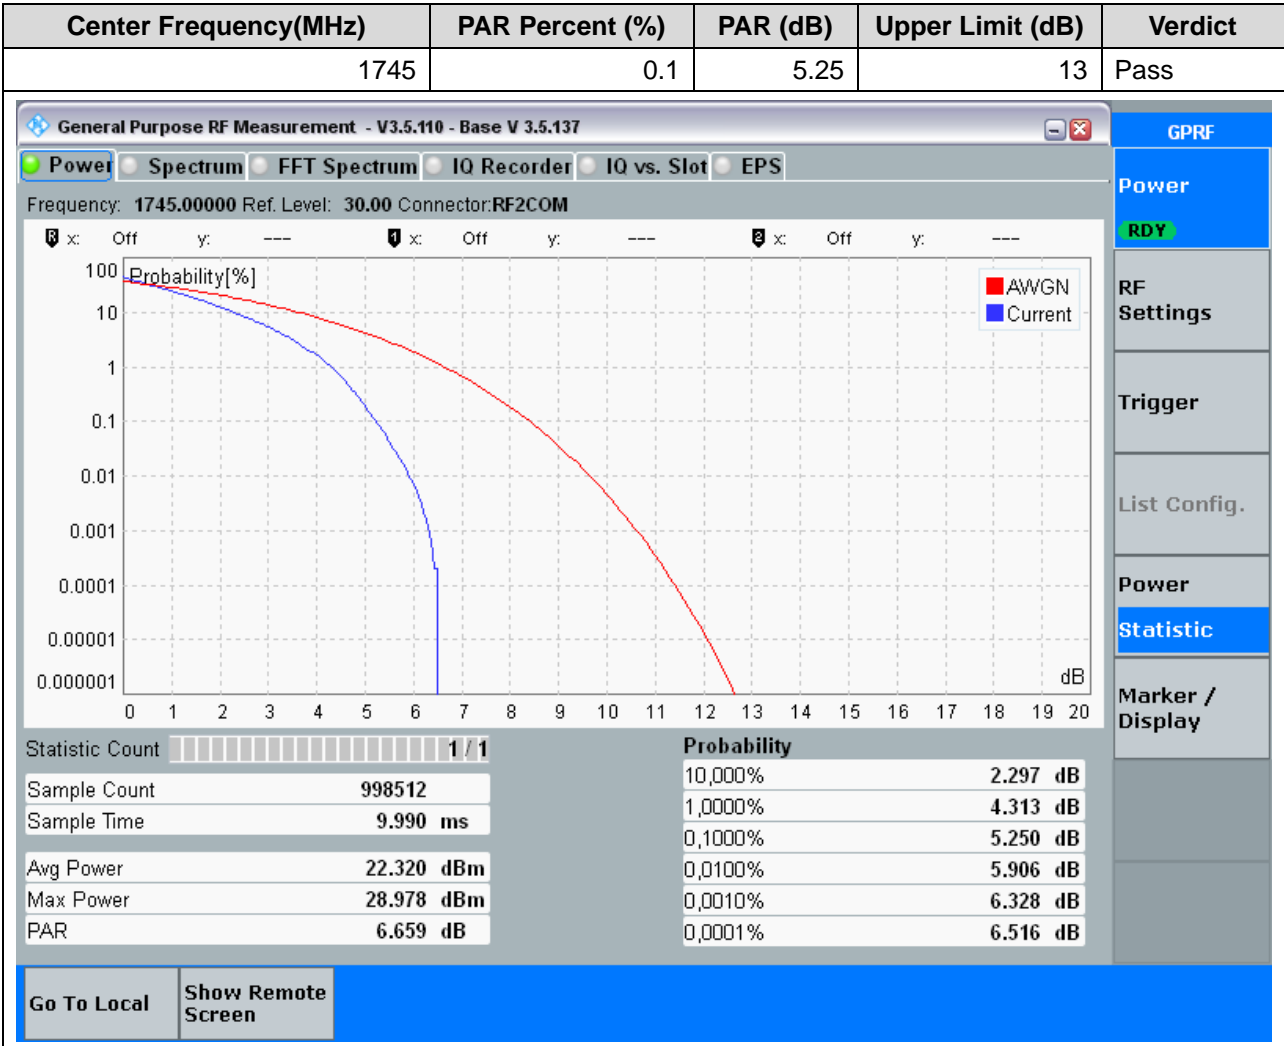 Center Frequency(MHz) PAR Percent (%) PAR (dB) Upper Limit (dB) Verdict
1745 0.1 5.25 13 Pass
General Purpose RF Measurement - V3.5.110 - Base V 3.5.137
GPRF
Power Spectrum FFT Spectrum IQ Recorder IQ vs. Slot EPS
Frequency: 1745.00000 Ref. Level: 30.00 Connector:RF2COM
R x: Off y: --- 1 x: Off y: --- 2 x: Off y: ---
Probability[%]
100
10
1
0.1
0.01
0.001
0.0001
0.00001
0.000001
AWGN
Current
dB
0 1 2 3 4 5 6 7 8 9 10 11 12 13 14 15 16 17 18 19 20
Statistic Count 1 / 1
Sample Count 998512
Sample Time 9.990 ms
Avg Power 22.320 dBm
Max Power 28.978 dBm
PAR 6.659 dB
Probability
10,000% 2.297 dB
1,0000% 4.313 dB
0,1000% 5.250 dB
0,0100% 5.906 dB
0,0010% 6.328 dB
0,0001% 6.516 dB
Power
RDY
RF
Settings
Trigger
List Config.
Power
Statistic
Marker /
Display
Go To Local
Show Remote
Screen